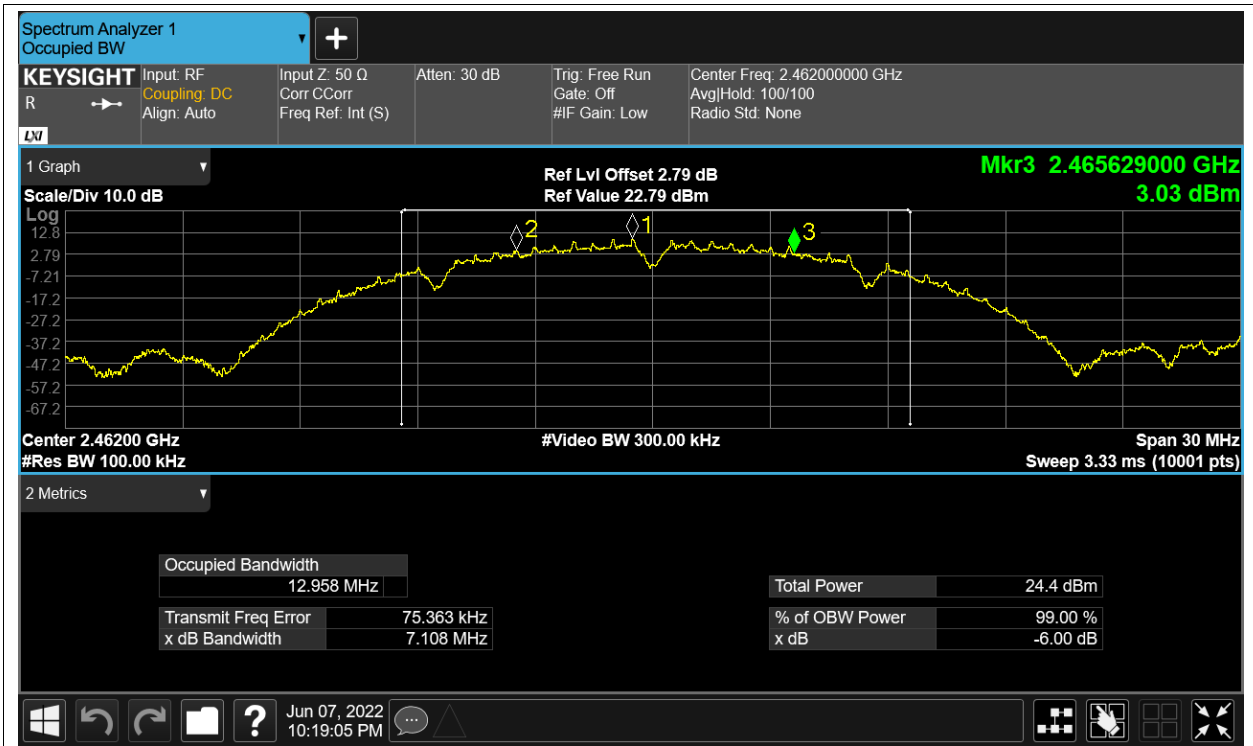 Spectrum Analyzer 1
Occupied BW
KEYSIGHT
R
LXI
Input: RF
Coupling: DC
Align: Auto
Input Z: 50 Ω
Corr CCorr
Freq Ref: Int (S)
Atten: 30 dB
Trig: Free Run
Gate: Off
#IF Gain: Low
Center Freq: 2.462000000 GHz
Avg|Hold: 100/100
Radio Std: None
1 Graph
Scale/Div 10.0 dB
Ref Lvl Offset 2.79 dB
Ref Value 22.79 dBm
Mkr3 2.465629000 GHz
3.03 dBm
Log
12.8
2.79
-7.21
-17.2
-27.2
-37.2
-47.2
-57.2
-67.2
2
1
3
Center 2.46200 GHz
#Video BW 300.00 kHz
Span 30 MHz
#Res BW 100.00 kHz
Sweep 3.33 ms (10001 pts)
2 Metrics
Occupied Bandwidth
12.958 MHz
Total Power 24.4 dBm
Transmit Freq Error 75.363 kHz
% of OBW Power 99.00 %
x dB Bandwidth 7.108 MHz
x dB -6.00 dB
?
Jun 07, 2022
10:19:05 PM